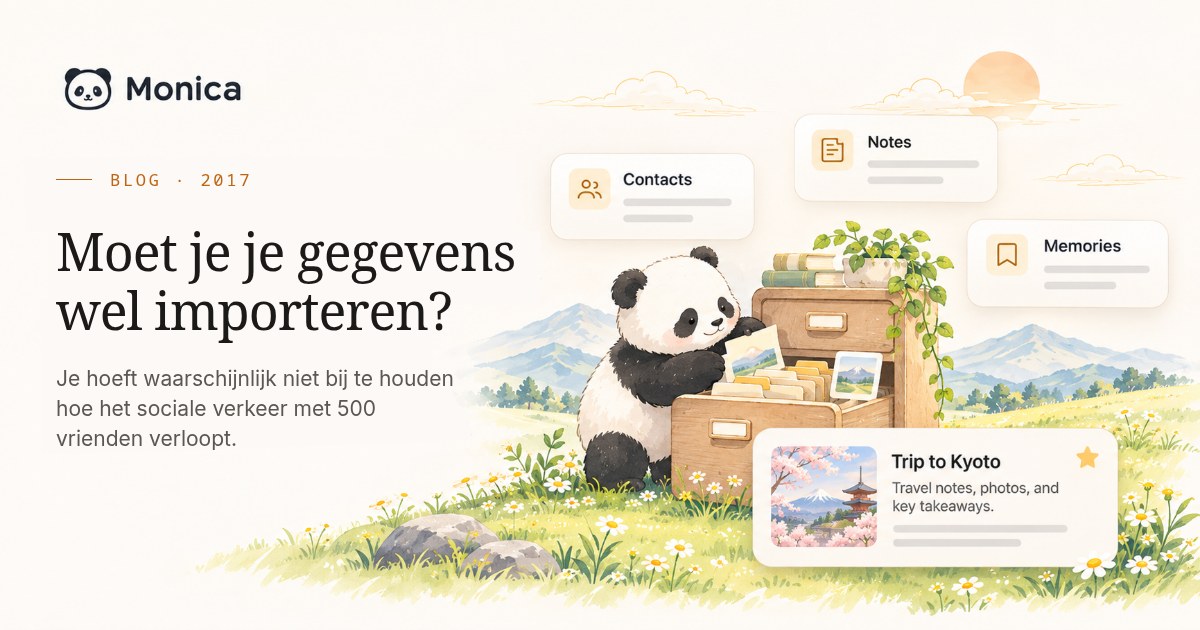 Monica
BLOG · 2017
Moet je je gegevens
wel importeren?
Je hoeft waarschijnlijk niet bij te houden
hoe het sociale verkeer met 500
vrienden verloopt.
Contacts
Notes
Memories
Trip to Kyoto
Travel notes, photos, and
key takeaways.